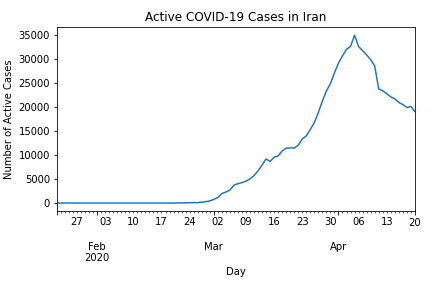 Active COVID-19 Cases in Iran
Number of Active Cases
35000
30000
25000
20000
15000
10000
5000
0
27 03 10 17 24 02 09 16 23 30 06 13 20
Feb Mar Apr
2020
Day